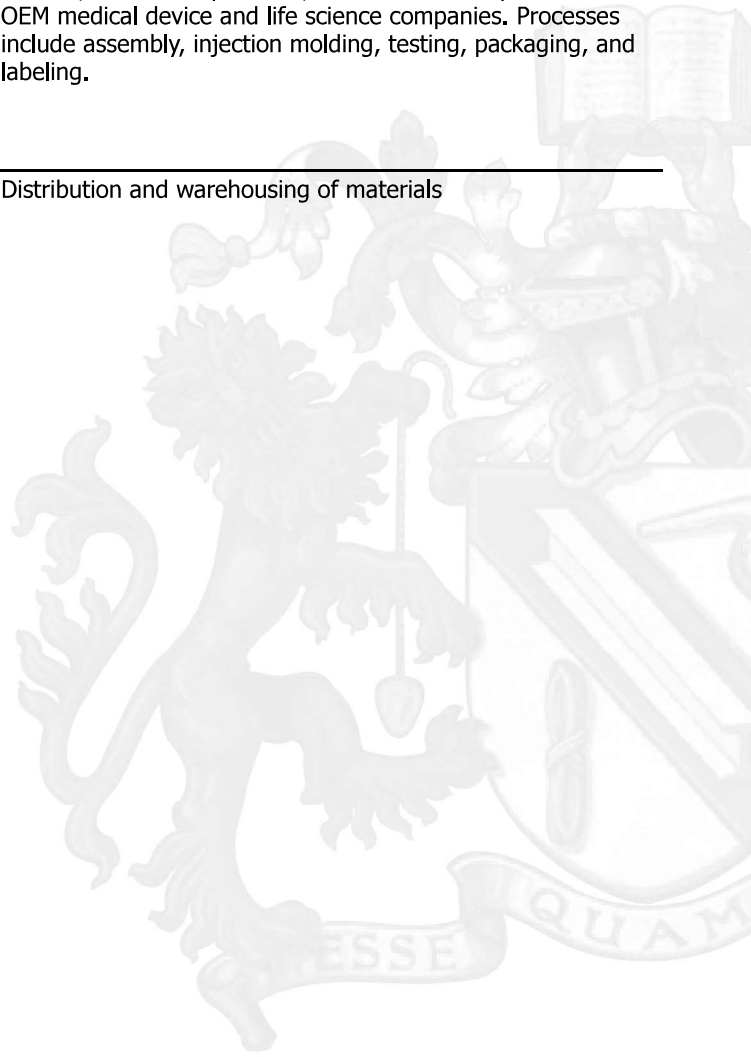 OEM medical device and life science companies. Processes
include assembly, injection molding, testing, packaging, and
labeling.
Distribution and warehousing of materials
ESSE
QUAM